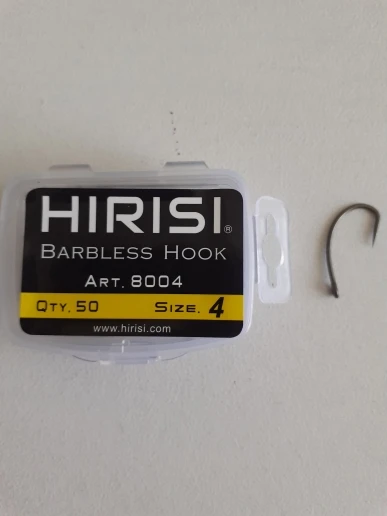 HIRISI®
BARBLESS HOOK
ART. 8004
QTY. 50 SIZE. 4
www.hirisi.com